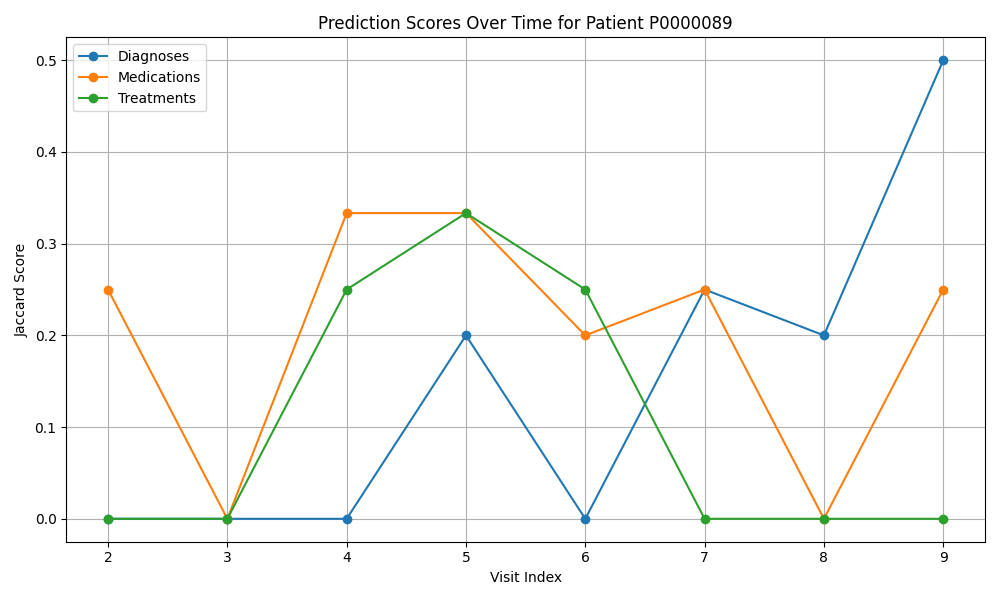 Prediction Scores Over Time for Patient P0000089
Diagnoses
Medications
Treatments
Jaccard Score
0.5
0.4
0.3
0.2
0.1
0.0
2 3 4 5 6 7 8 9
Visit Index